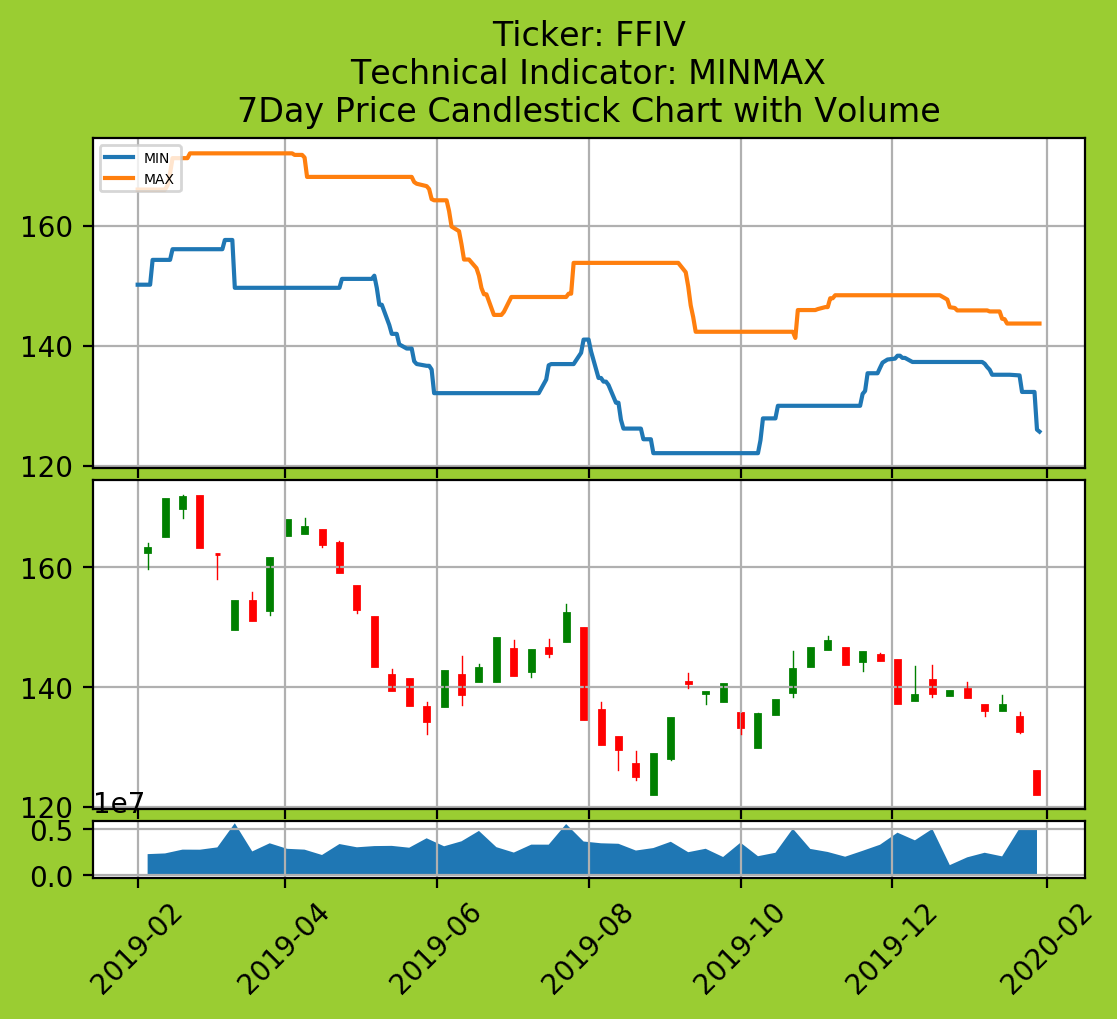 Ticker: FFIV
Technical Indicator: MINMAX
7Day Price Candlestick Chart with Volume
MIN
MAX
160
140
120
160
140
120
1e7
0.5
0.0
2019-02
2019-04
2019-06
2019-08
2019-10
2019-12
2020-02